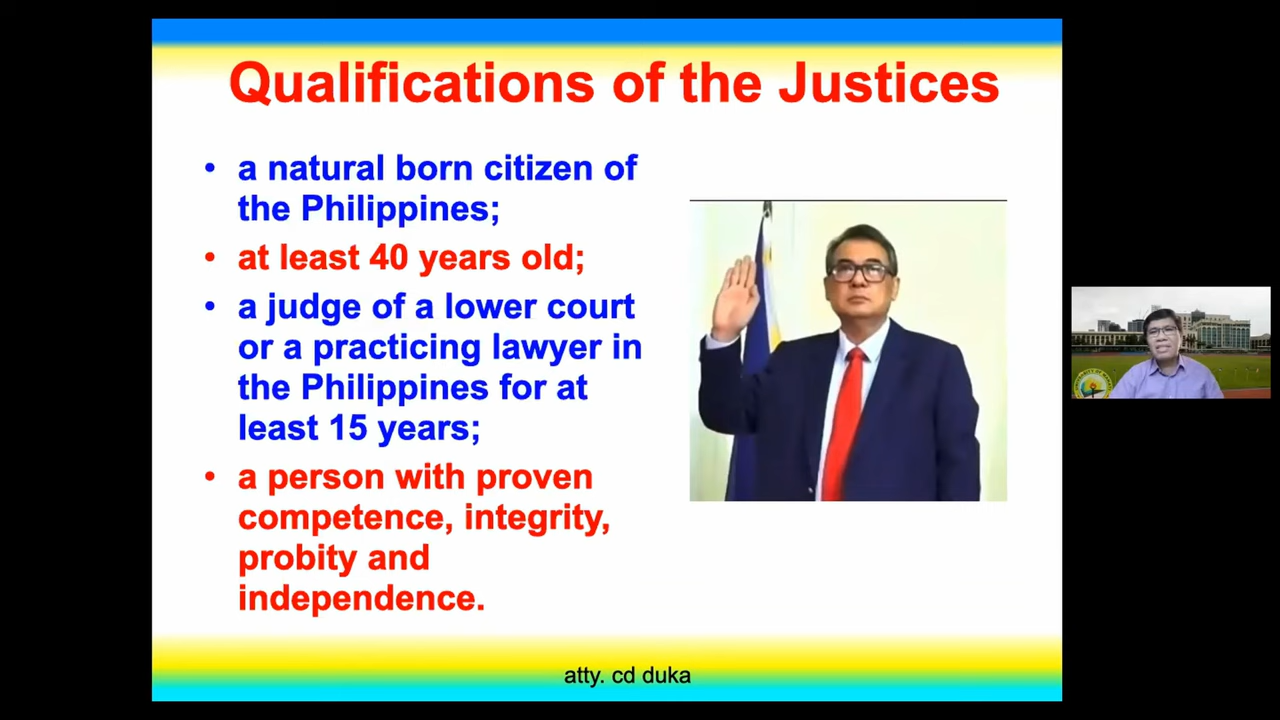 Qualifications of the Justices
• a natural born citizen of
the Philippines;
• at least 40 years old;
• a judge of a lower court
or a practicing lawyer in
the Philippines for at
least 15 years;
• a person with proven
competence, integrity,
probity and
independence.
atty. cd duka